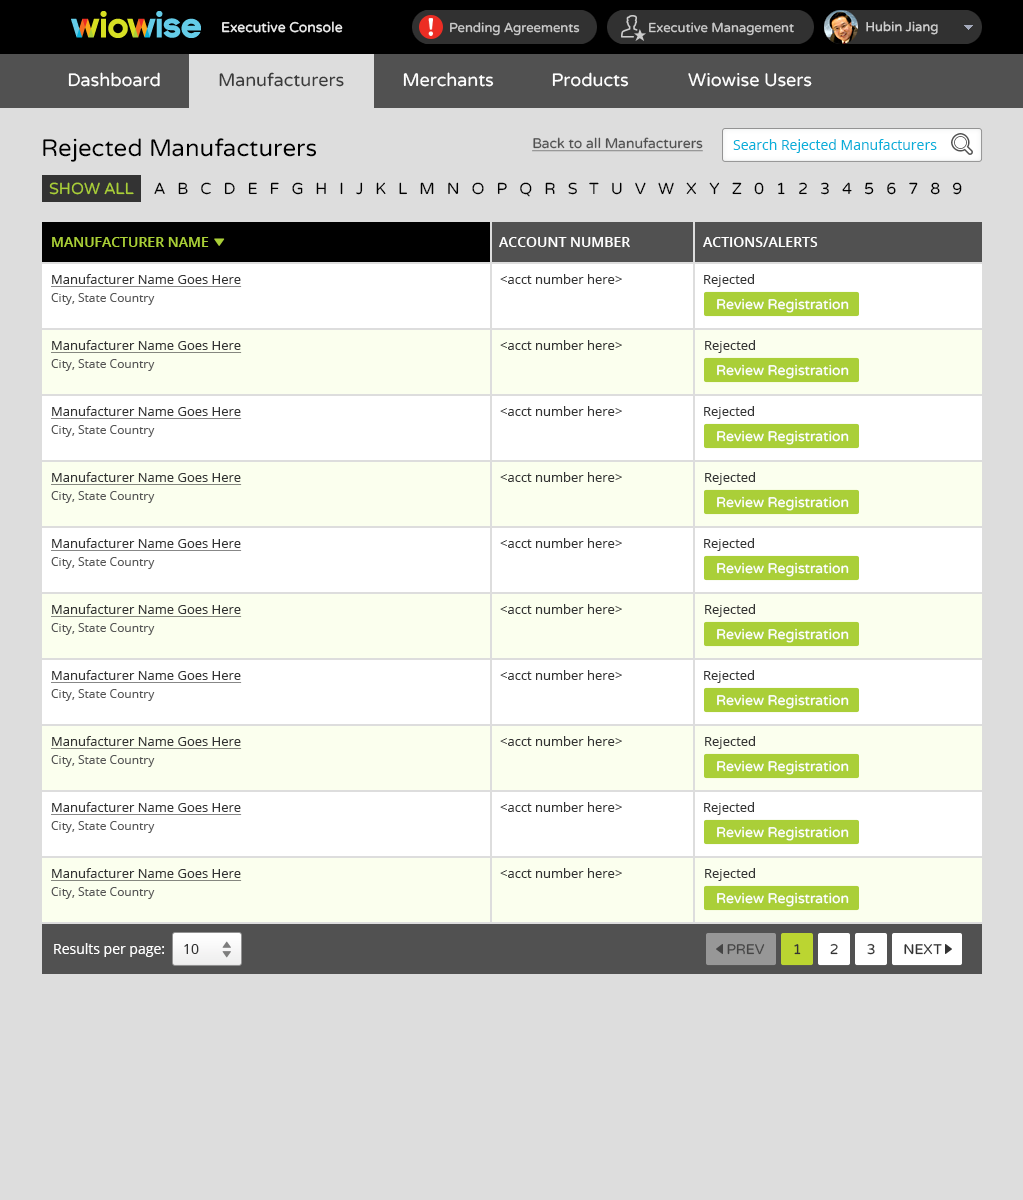 wiowise Executive Console ! Pending Agreements Executive Management Hubin Jiang
Dashboard Manufacturers Merchants Products Wiowise Users
Rejected Manufacturers Back to all Manufacturers Search Rejected Manufacturers
SHOW ALL A B C D E F G H I J K L M N O P Q R S T U V W X Y Z 0 1 2 3 4 5 6 7 8 9
MANUFACTURER NAME ACCOUNT NUMBER ACTIONS/ALERTS
Manufacturer Name Goes Here <acct number here> Rejected
City, State Country Review Registration
Manufacturer Name Goes Here <acct number here> Rejected
City, State Country Review Registration
Manufacturer Name Goes Here <acct number here> Rejected
City, State Country Review Registration
Manufacturer Name Goes Here <acct number here> Rejected
City, State Country Review Registration
Manufacturer Name Goes Here <acct number here> Rejected
City, State Country Review Registration
Manufacturer Name Goes Here <acct number here> Rejected
City, State Country Review Registration
Manufacturer Name Goes Here <acct number here> Rejected
City, State Country Review Registration
Manufacturer Name Goes Here <acct number here> Rejected
City, State Country Review Registration
Manufacturer Name Goes Here <acct number here> Rejected
City, State Country Review Registration
Manufacturer Name Goes Here <acct number here> Rejected
City, State Country Review Registration
Results per page: 10 PREV 1 2 3 NEXT